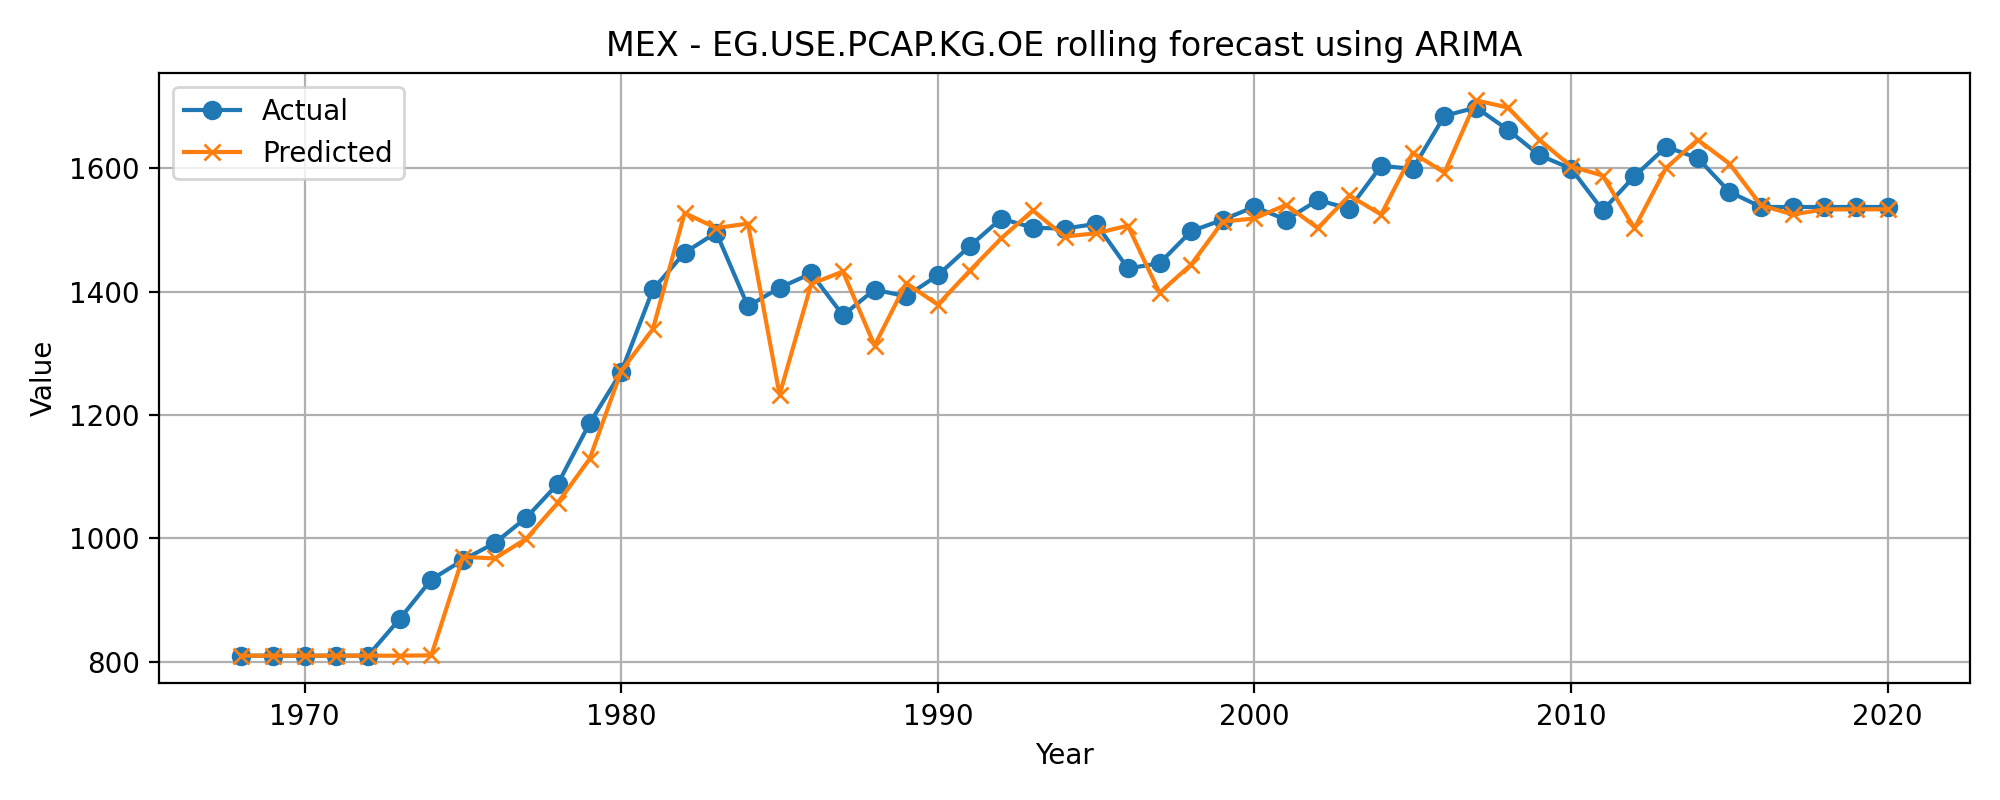 MEX - EG.USE.PCAP.KG.OE rolling forecast using ARIMA
Actual
Predicted
Value
1600
1400
1200
1000
800
1970 1980 1990 2000 2010 2020
Year